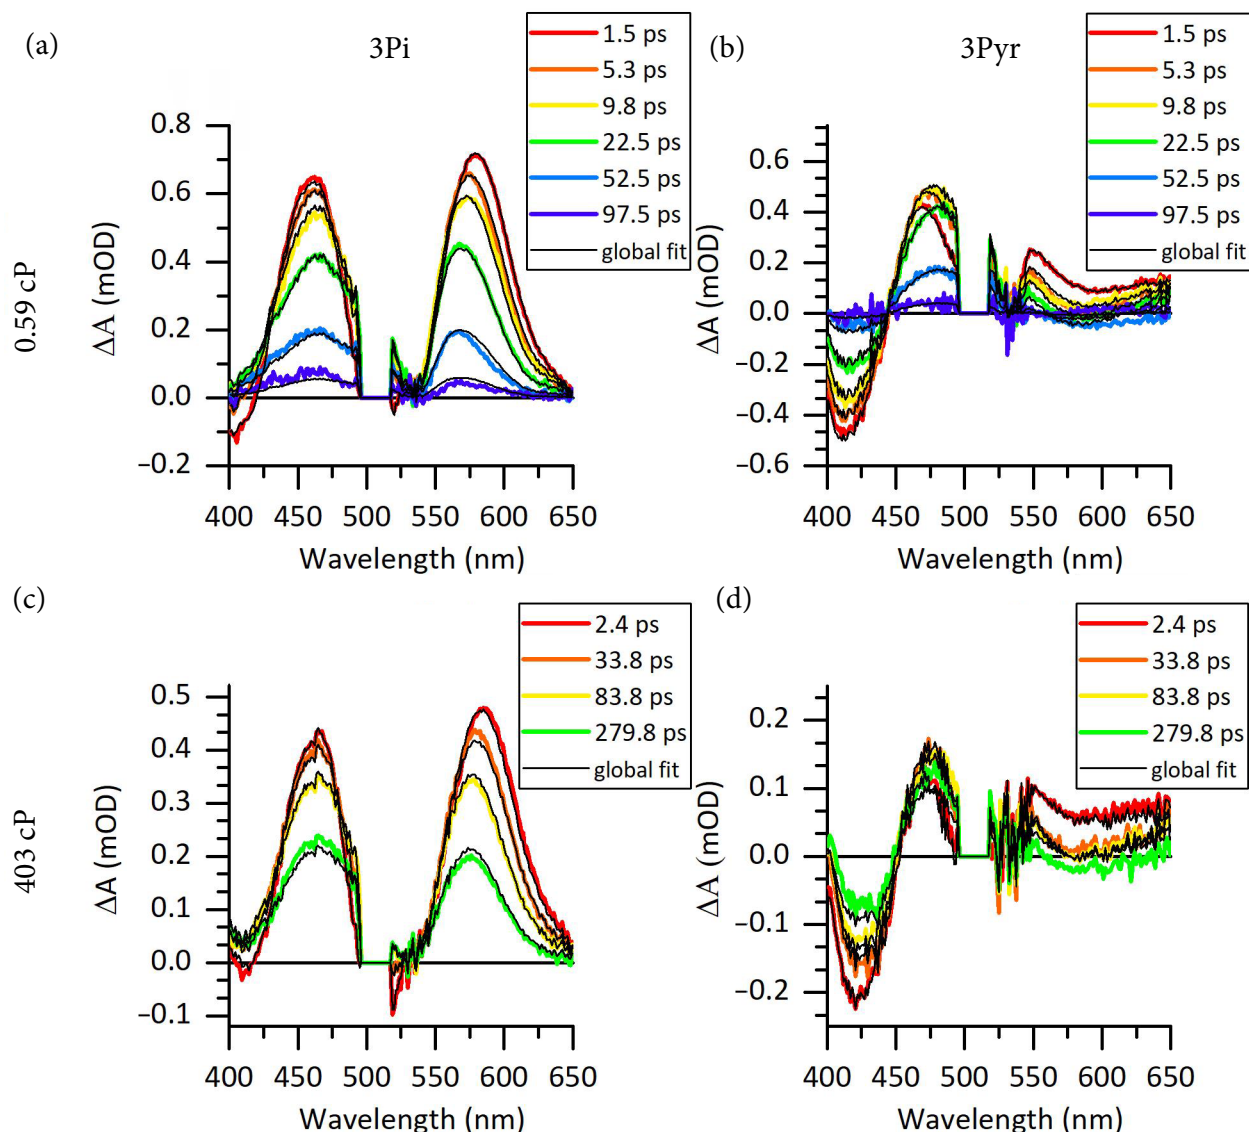 (a)
3Pi
1.5 ps
5.3 ps
9.8 ps
22.5 ps
52.5 ps
97.5 ps
global fit
0.8
0.6
0.4
0.2
0.0
−0.2
ΔA (mOD)
0.59 cP
400 450 500 550 600 650
Wavelength (nm)
(b)
3Pyr
1.5 ps
5.3 ps
9.8 ps
22.5 ps
52.5 ps
97.5 ps
global fit
0.6
0.4
0.2
0.0
−0.2
−0.4
−0.6
ΔA (mOD)
400 450 500 550 600 650
Wavelength (nm)
(c)
2.4 ps
33.8 ps
83.8 ps
279.8 ps
global fit
0.5
0.4
0.3
0.2
0.1
0.0
−0.1
ΔA (mOD)
403 cP
400 450 500 550 600 650
Wavelength (nm)
(d)
2.4 ps
33.8 ps
83.8 ps
279.8 ps
global fit
0.2
0.1
0.0
−0.1
−0.2
ΔA (mOD)
400 450 500 550 600 650
Wavelength (nm)